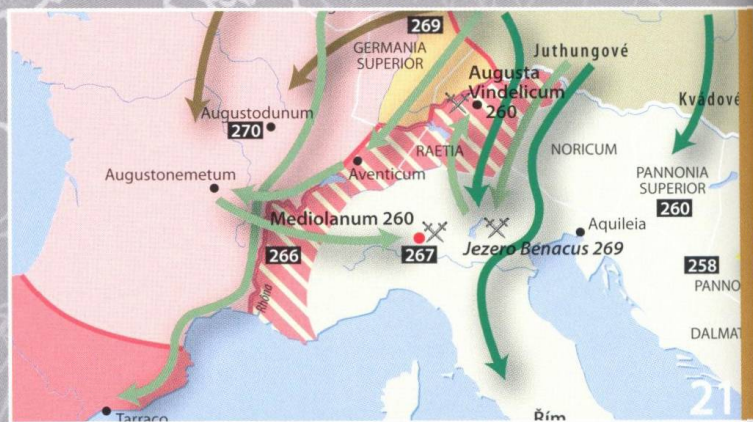 269
GERMANIA
SUPERIOR
Juthungové
Augusta
Vindelicum
260
Kvádové
Augustodunum
270
RAETIA
NORICUM
Augustonemetum
Aventicum
PANNONIA
SUPERIOR
260
Mediolanum 260
Aquileia
266
267
Jezero Benacus 269
258
PANNO
Rhôna
DALMAT
21
Tarraco
Řím